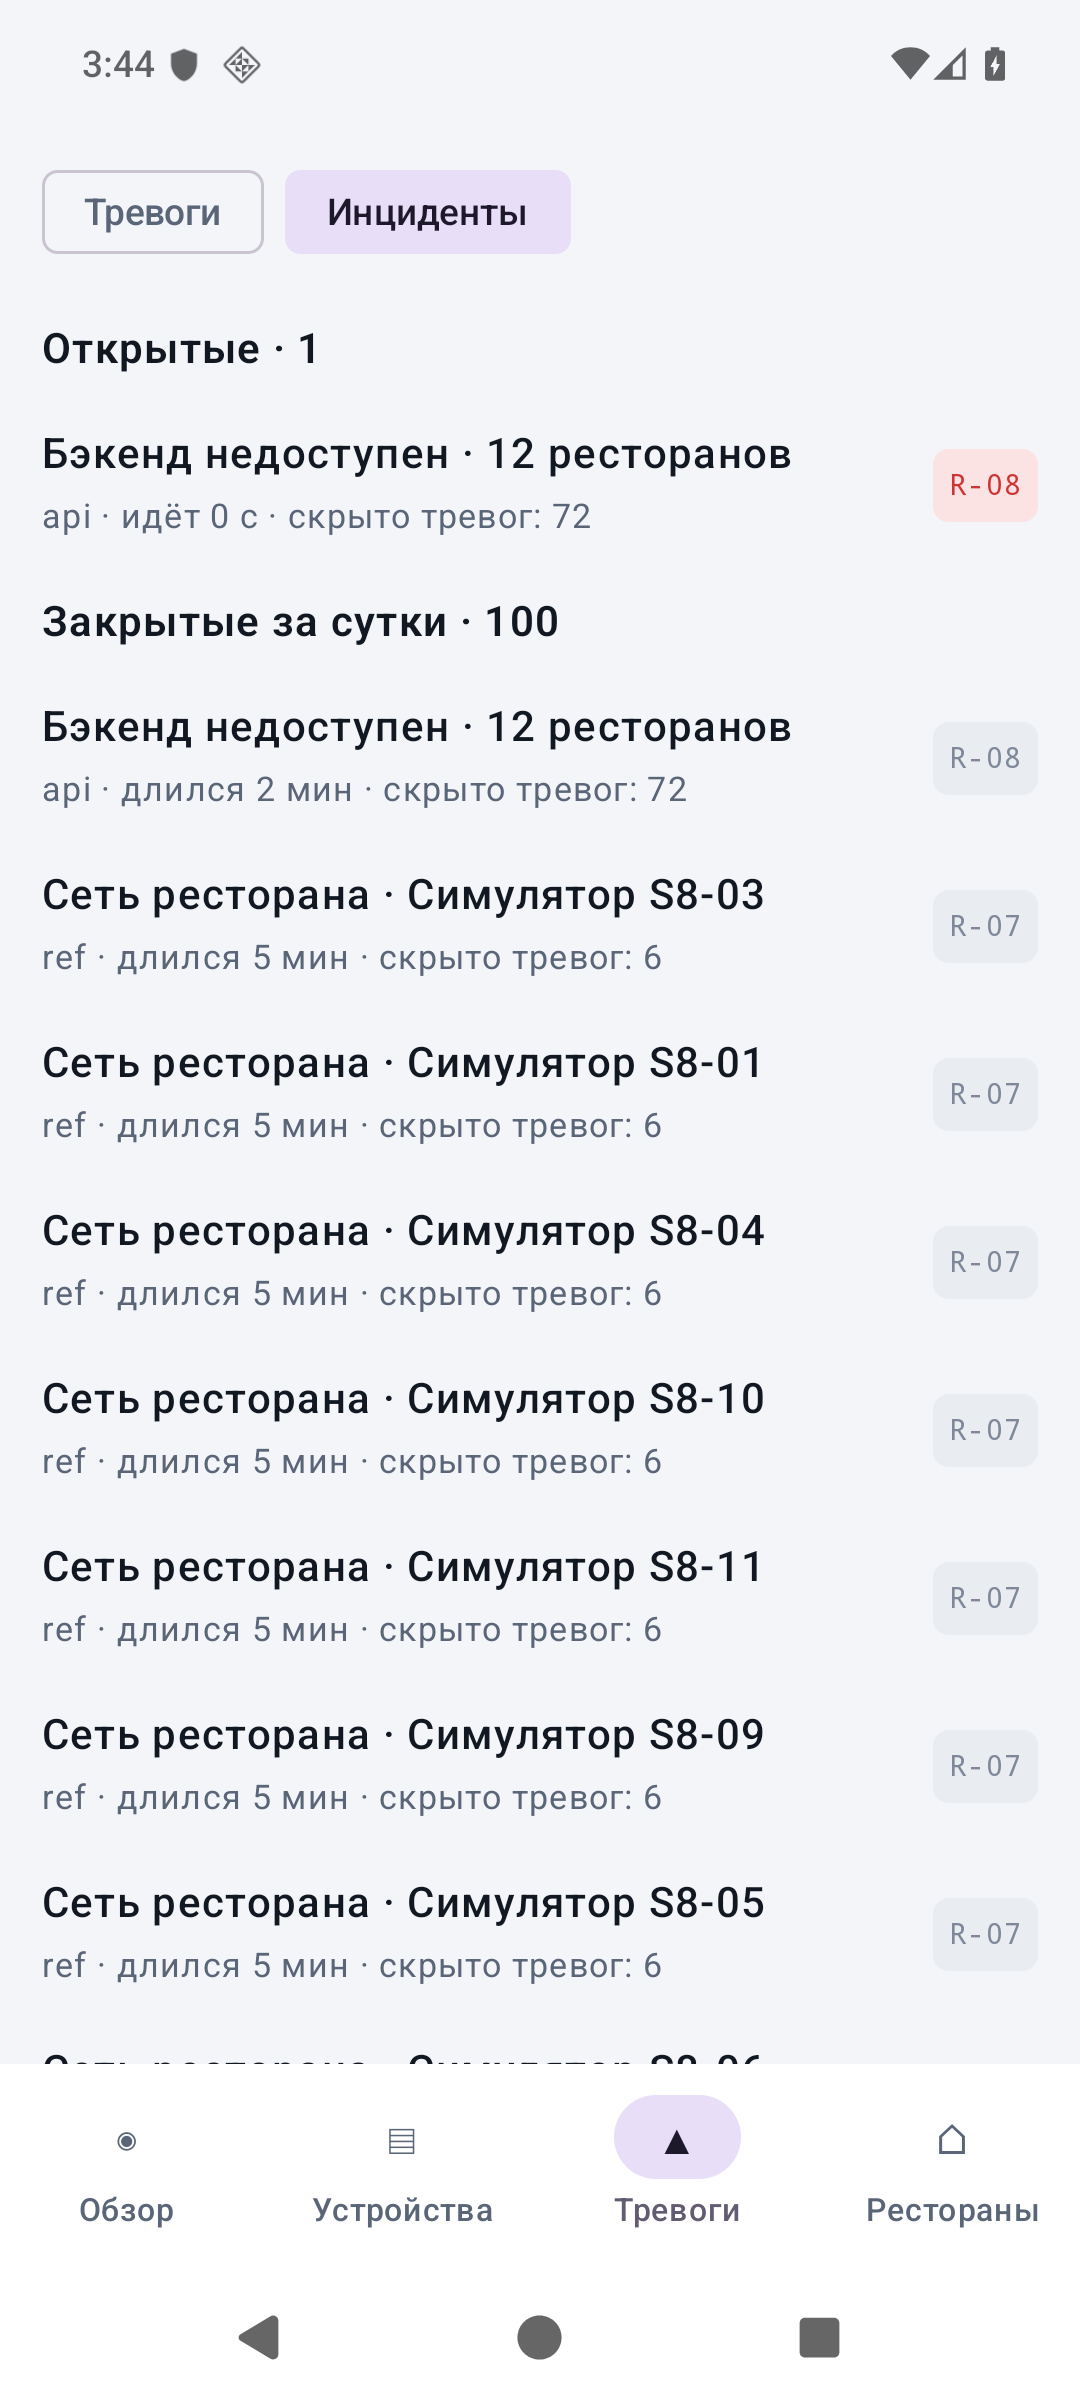 3:44
Тревоги
Инциденты
Открытые · 1
Бэкенд недоступен · 12 ресторанов
R-08
api · идёт 0 с · скрыто тревог: 72
Закрытые за сутки · 100
Бэкенд недоступен · 12 ресторанов
R-08
api · длился 2 мин · скрыто тревог: 72
Сеть ресторана · Симулятор S8-03
R-07
ref · длился 5 мин · скрыто тревог: 6
Сеть ресторана · Симулятор S8-01
R-07
ref · длился 5 мин · скрыто тревог: 6
Сеть ресторана · Симулятор S8-04
R-07
ref · длился 5 мин · скрыто тревог: 6
Сеть ресторана · Симулятор S8-10
R-07
ref · длился 5 мин · скрыто тревог: 6
Сеть ресторана · Симулятор S8-11
R-07
ref · длился 5 мин · скрыто тревог: 6
Сеть ресторана · Симулятор S8-09
R-07
ref · длился 5 мин · скрыто тревог: 6
Сеть ресторана · Симулятор S8-05
R-07
ref · длился 5 мин · скрыто тревог: 6
Обзор
Устройства
Тревоги
Рестораны